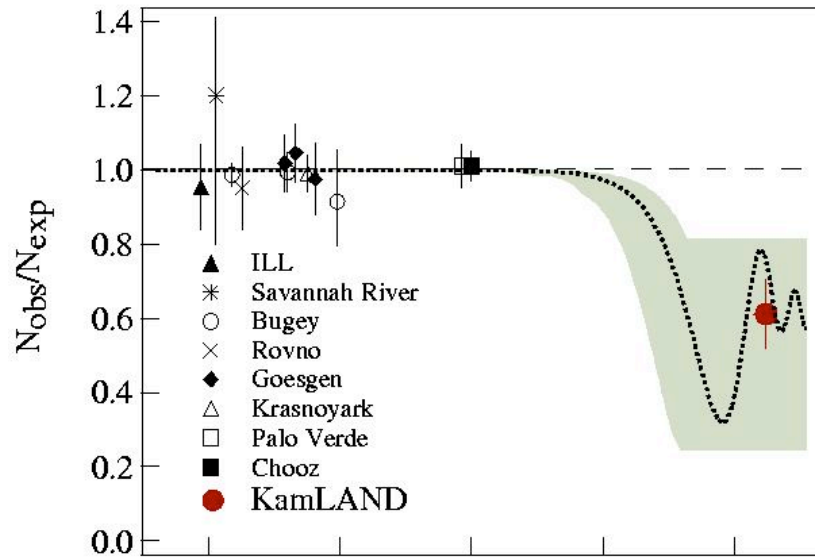 1.4
1.2
1.0
0.8
0.6
0.4
0.2
0.0
Nobs/Nexp
ILL
Savannah River
Bugey
Rovno
Goesgen
Krasnoyark
Palo Verde
Chooz
KamLAND